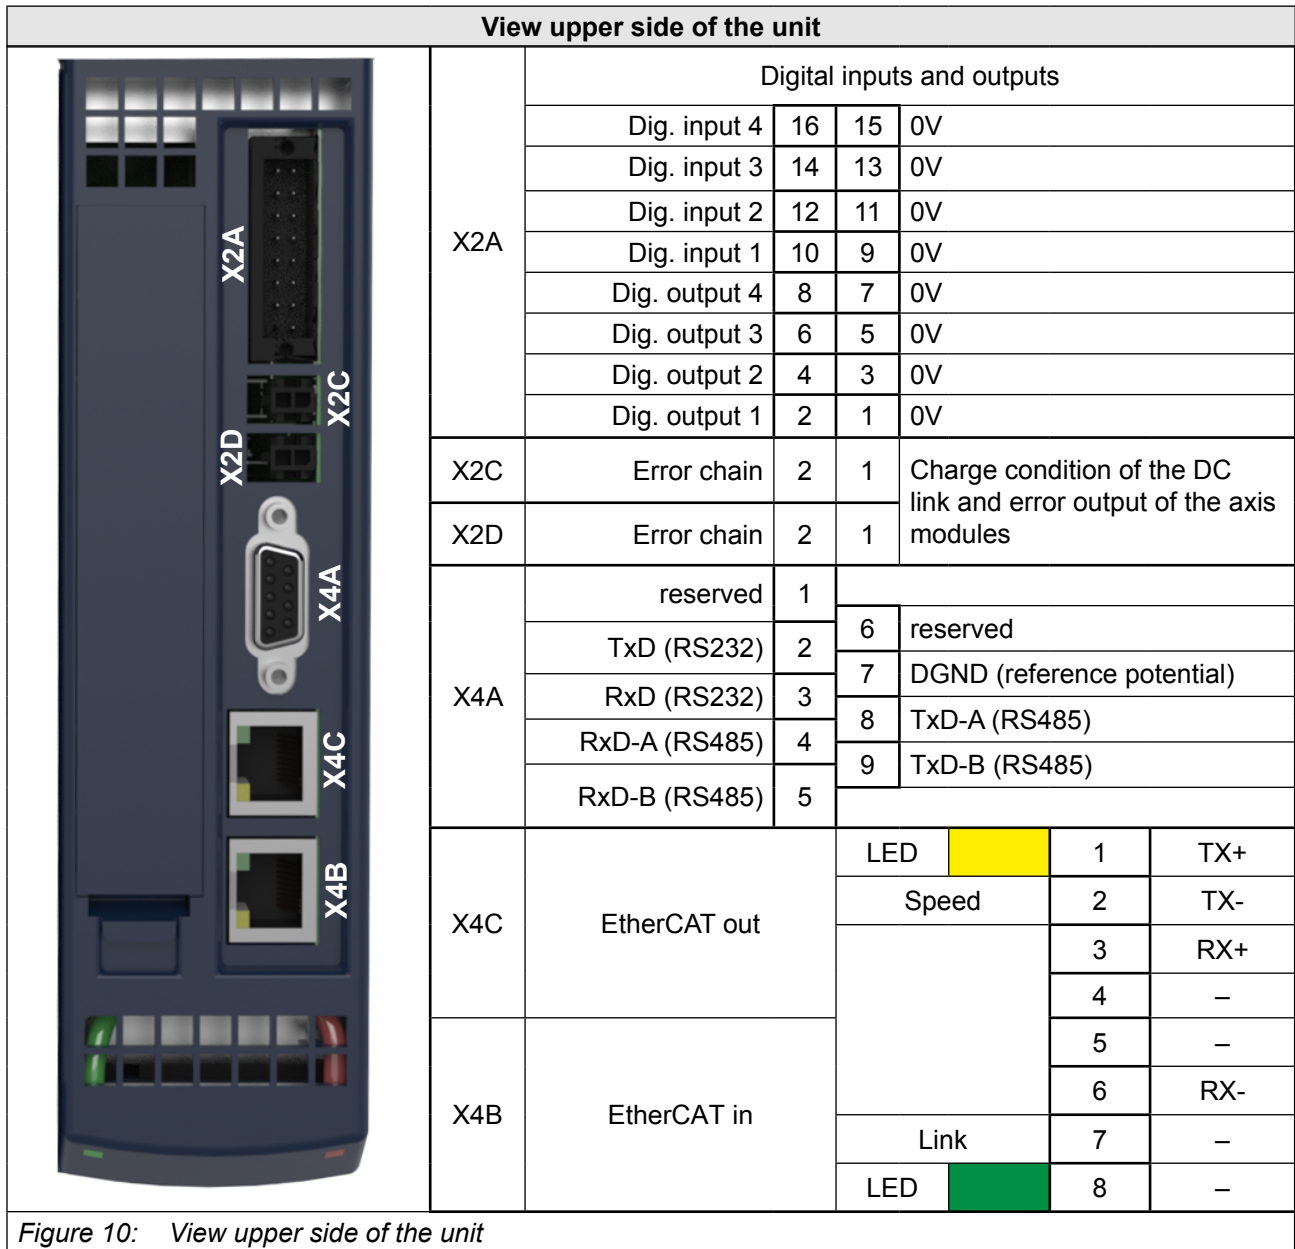 View upper side of the unit
X2A
X2C
X2D
X4A
X4C
X4B
X2A
Digital inputs and outputs
Dig. input 4 16 15 0V
Dig. input 3 14 13 0V
Dig. input 2 12 11 0V
Dig. input 1 10 9 0V
Dig. output 4 8 7 0V
Dig. output 3 6 5 0V
Dig. output 2 4 3 0V
Dig. output 1 2 1 0V
X2C Error chain 2 1
X2D Error chain 2 1
Charge condition of the DC
link and error output of the axis
modules
X4A
reserved 1
TxD (RS232) 2
RxD (RS232) 3
RxD-A (RS485) 4
RxD-B (RS485) 5
6 reserved
7 DGND (reference potential)
8 TxD-A (RS485)
9 TxD-B (RS485)
X4C EtherCAT out
X4B EtherCAT in
LED 1 TX+
Speed 2 TX-
3 RX+
4 –
5 –
6 RX-
Link 7 –
LED 8 –
Figure 10: View upper side of the unit